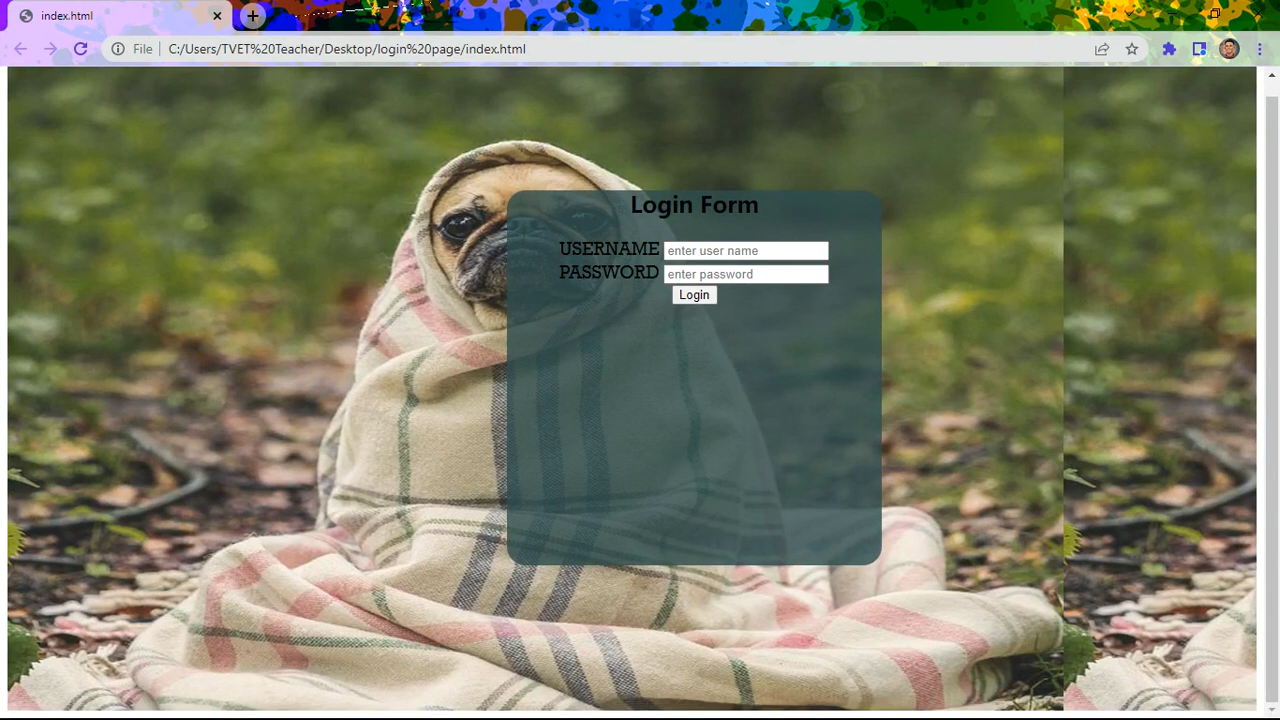 index.html
File
C:/Users/TVET%20Teacher/Desktop/login%20page/index.html
Login Form
USERNAME enter user name
PASSWORD enter password
Login